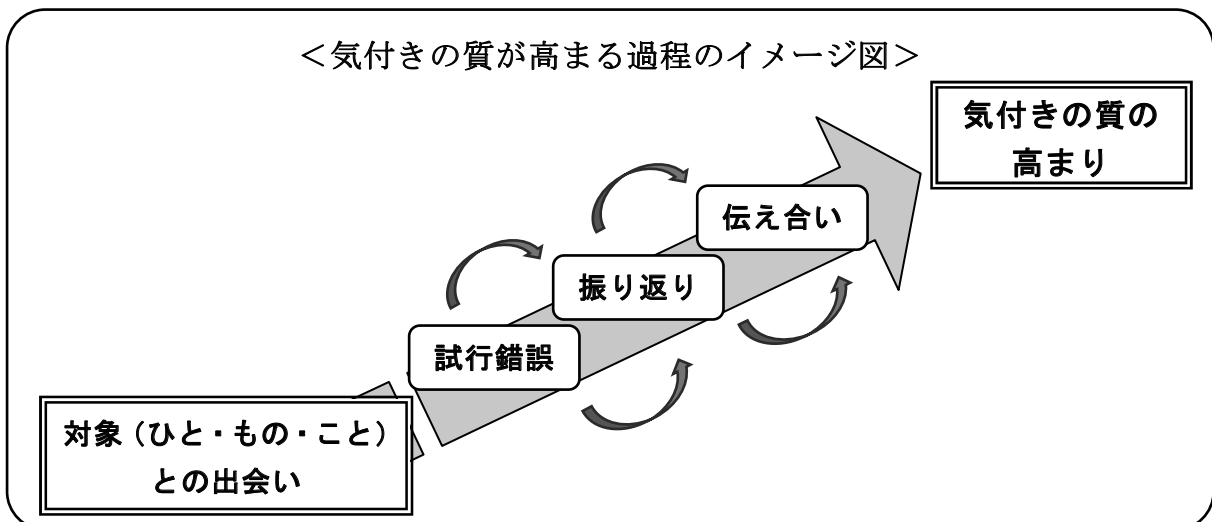 ＜気付きの質が高まる過程のイメージ図＞
気付きの質の
高まり
伝え合い
振り返り
試行錯誤
対象（ひと・もの・こと）
との出会い